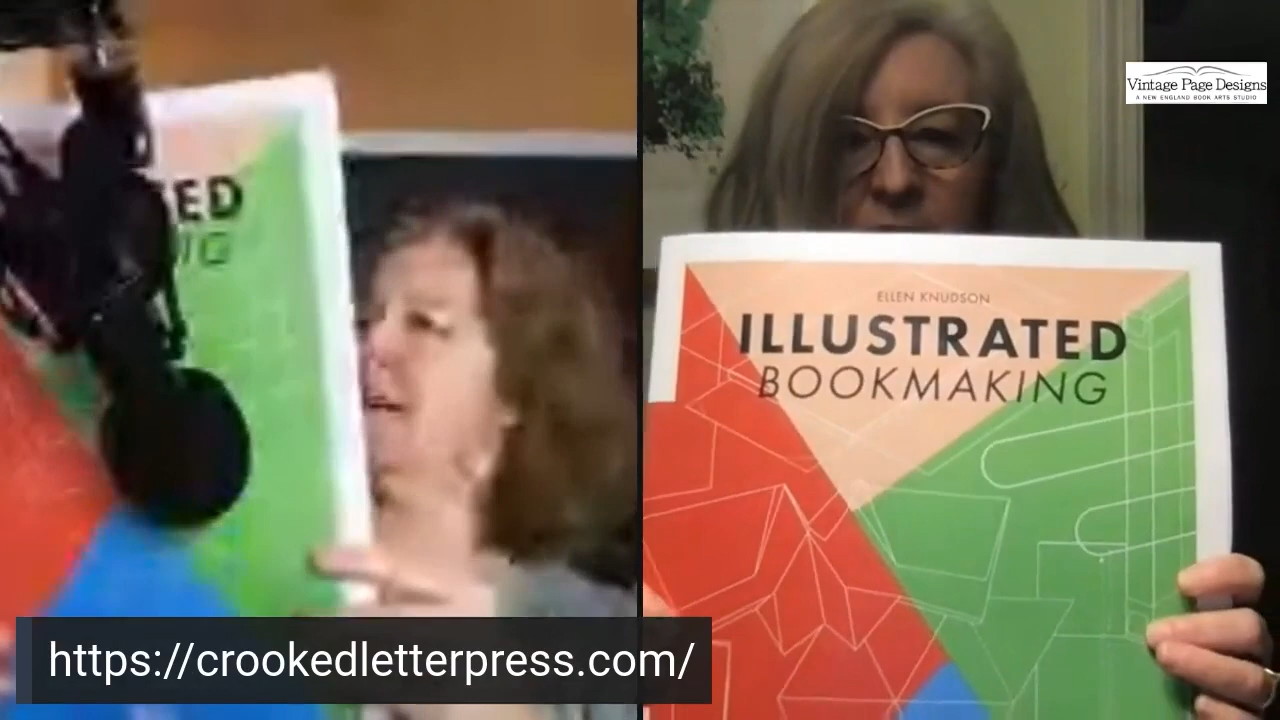 Vintage Page Designs
A NEW ENGLAND BOOK ARTS STUDIO
ELLEN KNUDSON
ILLUSTRATED
BOOKMAKING
https://crookedletterpress.com/